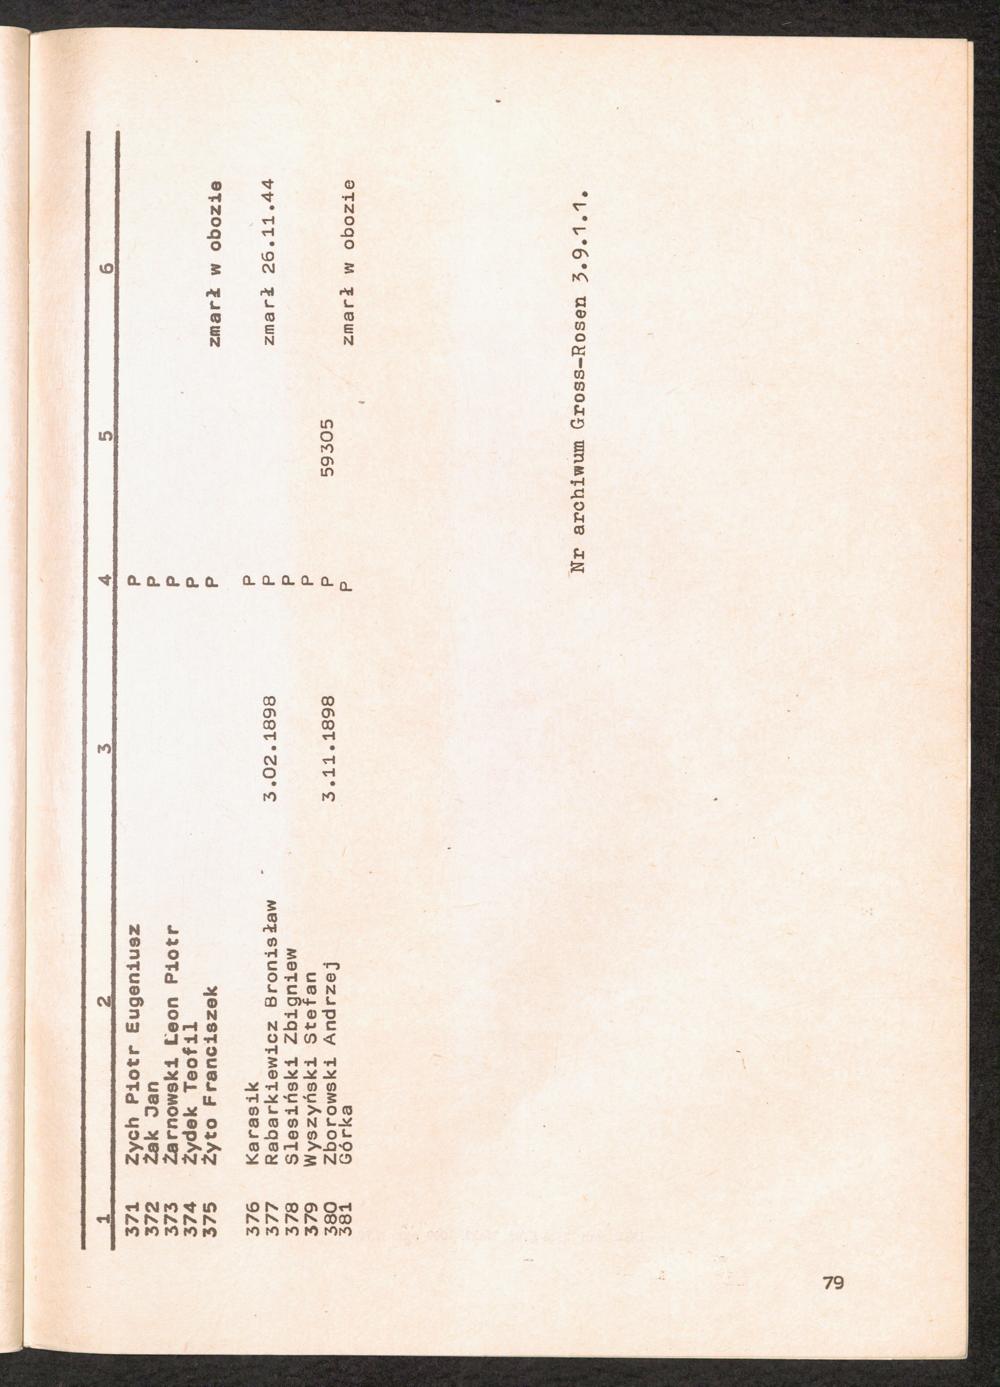 1 2 3 4 5 6
371 Zych Piotr Eugeniusz P
372 Żak Jan P
373 Żarnowski Leon Piotr P
374 Żydek Teofil P
375 Żyto Franciszek P zmarł w obozie
376 Karasik P
377 Rabarkiewicz Bronisław 3.02.1898 P zmarł 26.11.44
378 Slesiński Zbigniew P
379 Wyszyński Stefan P
380 Zborowski Andrzej 3.11.1898 P 59305
381 Górka P zmarł w obozie
Nr archiwum Gross-Rosen 3.9.1.1.
79